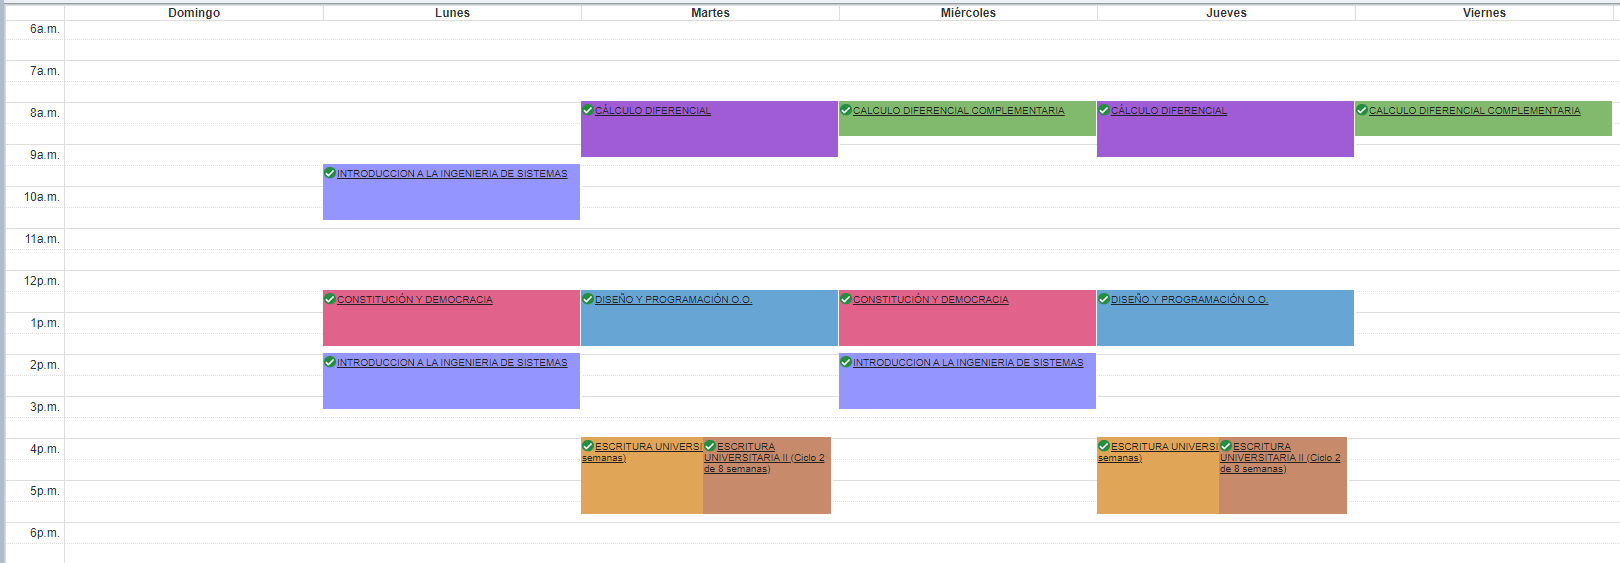 Domingo Lunes Martes Miércoles Jueves Viernes
6a.m.
7a.m.
8a.m.
CÁLCULO DIFERENCIAL
CALCULO DIFERENCIAL COMPLEMENTARIA
CÁLCULO DIFERENCIAL
CALCULO DIFERENCIAL COMPLEMENTARIA
9a.m.
INTRODUCCION A LA INGENIERIA DE SISTEMAS
10a.m.
11a.m.
12p.m.
CONSTITUCIÓN Y DEMOCRACIA
DISEÑO Y PROGRAMACIÓN O.O.
CONSTITUCIÓN Y DEMOCRACIA
DISEÑO Y PROGRAMACIÓN O.O.
1p.m.
2p.m.
INTRODUCCION A LA INGENIERIA DE SISTEMAS
INTRODUCCION A LA INGENIERIA DE SISTEMAS
3p.m.
4p.m.
ESCRITURA UNIVERSI
semanas)
ESCRITURA
UNIVERSITARIA II (Ciclo 2
de 8 semanas)
ESCRITURA UNIVERSI
semanas)
ESCRITURA
UNIVERSITARIA II (Ciclo 2
de 8 semanas)
5p.m.
6p.m.